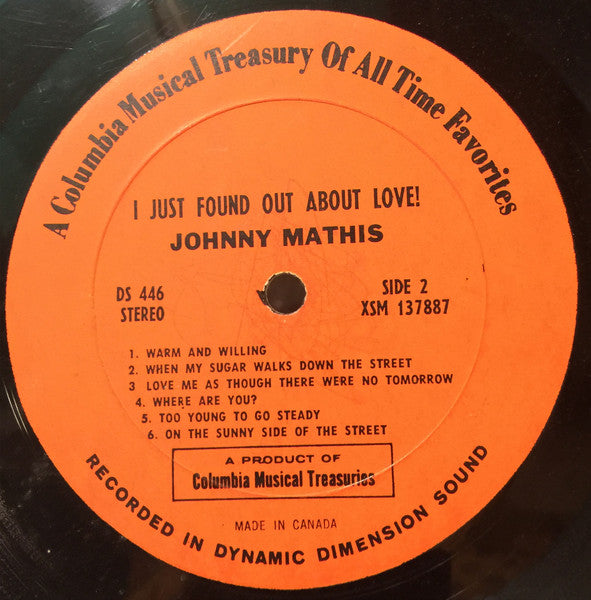 A Columbia Musical Treasury Of All Time Favorites
I JUST FOUND OUT ABOUT LOVE!
JOHNNY MATHIS
DS 446
STEREO
SIDE 2
XSM 137887
1. WARM AND WILLING
2. WHEN MY SUGAR WALKS DOWN THE STREET
3 LOVE ME AS THOUGH THERE WERE NO TOMORROW
4. WHERE ARE YOU?
5. TOO YOUNG TO GO STEADY
6. ON THE SUNNY SIDE OF THE STREET
A PRODUCT OF
Columbia Musical Treasuries
MADE IN CANADA
RECORDED IN DYNAMIC DIMENSION SOUND